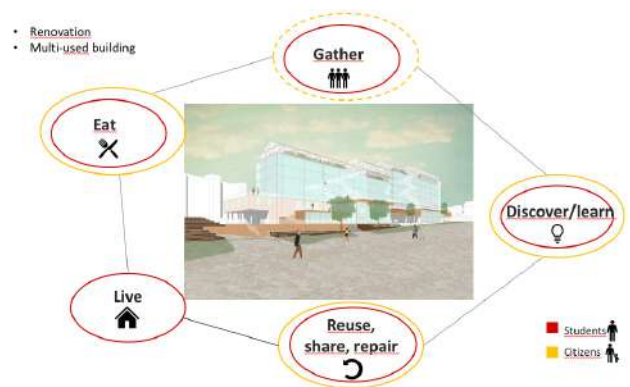 Renovation
Multi-used building
Gather
Eat
Discover/learn
Live
Reuse,
share, repair
Students
Citizens